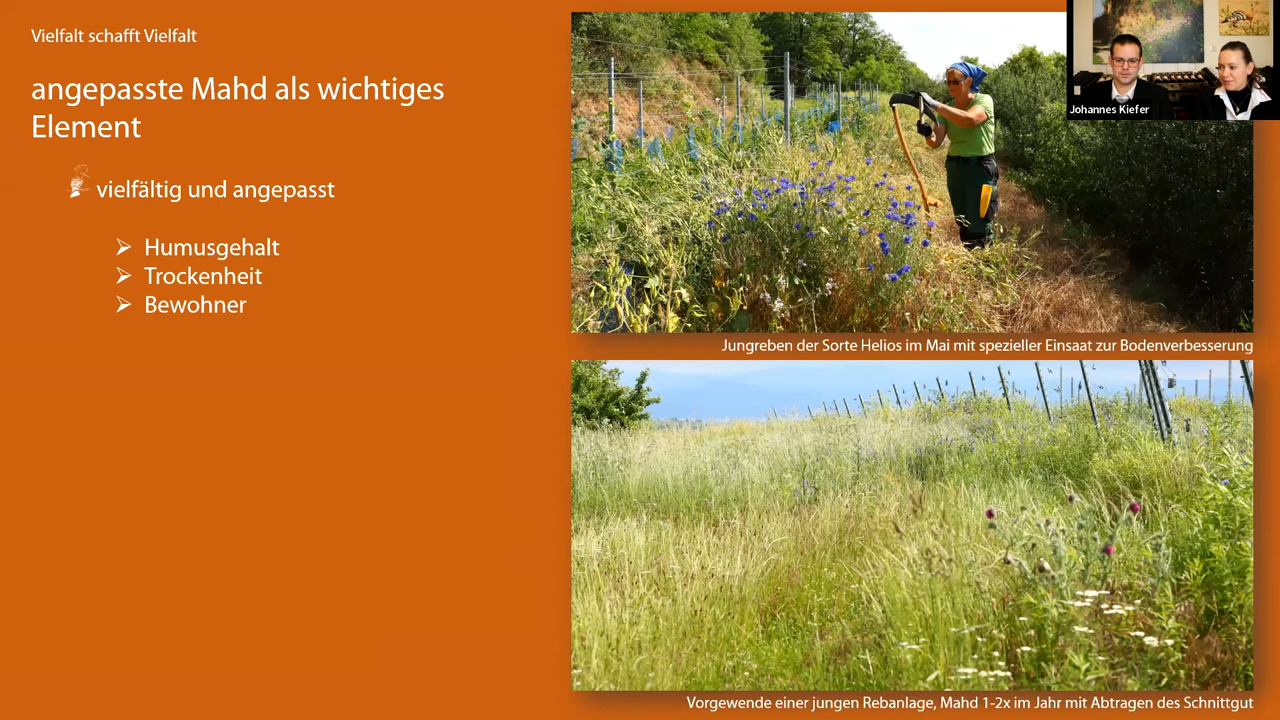 Vielfalt schafft Vielfalt
angepasste Mahd als wichtiges
Element
vielfältig und angepasst
Humusgehalt
Trockenheit
Bewohner
Johannes Kiefer
Jungreben der Sorte Helios im Mai mit spezieller Einsaat zur Bodenverbesserung
Vorgewende einer jungen Rebanlage, Mahd 1-2x im Jahr mit Abtragen des Schnittgut